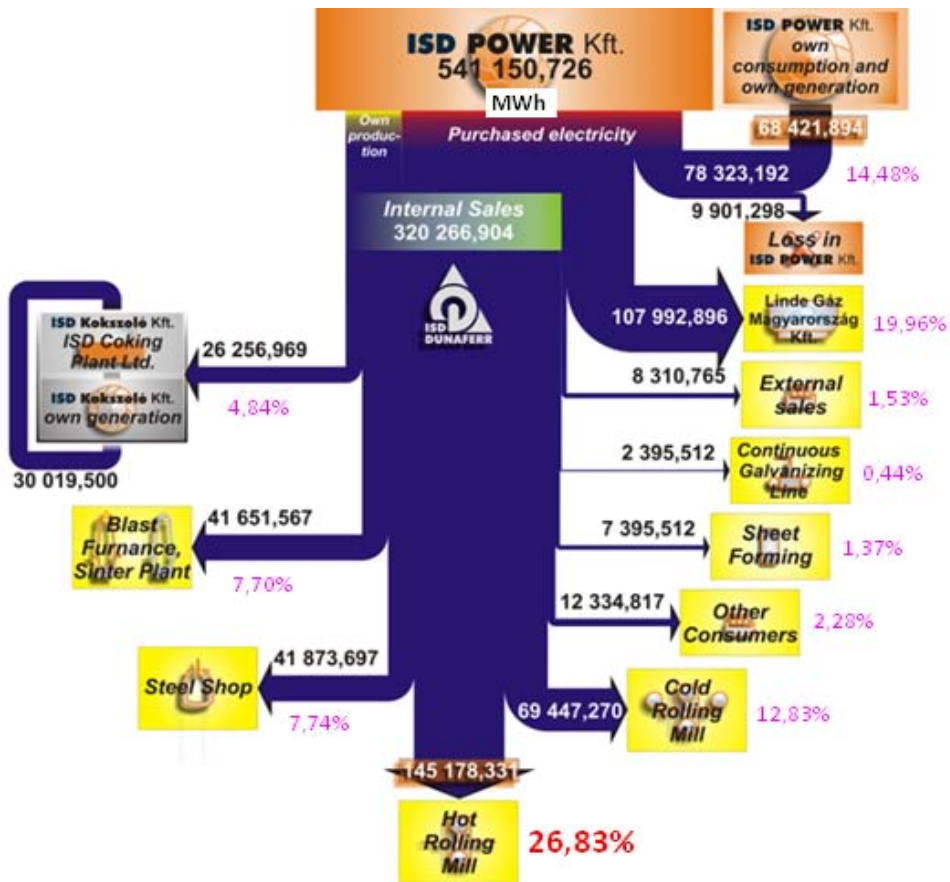 ISD POWER Kft.
541 150,726
MWh
ISD POWER Kft.
own
consumption and
own generation
68 421,894
Own
produc-
tion
Purchased electricity
78 323,192
14,48%
9 901,298
Loss in
ISD POWER Kft.
Internal Sales
320 266,904
ISD
DUNAFERR
107 992,896
Linde Gáz
Magyarország
Kft.
19,96%
ISD Kokszoló Kft.
ISD Coking
Plant Ltd.
26 256,969
4,84%
ISD Kokszoló Kft.
own generation
30 019,500
8 310,765
External
sales
1,53%
2 395,512
Continuous
Galvanizing
Line
0,44%
Blast
Furnance,
Sinter Plant
41 651,567
7,70%
7 395,512
Sheet
Forming
1,37%
12 334,817
Other
Consumers
2,28%
Steel Shop
41 873,697
7,74%
69 447,270
Cold
Rolling
Mill
12,83%
145 178,331
Hot
Rolling
Mill
26,83%